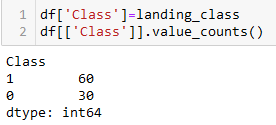 1 df['Class']=landing_class
2 df[['Class']].value_counts()
Class
1 60
0 30
dtype: int64